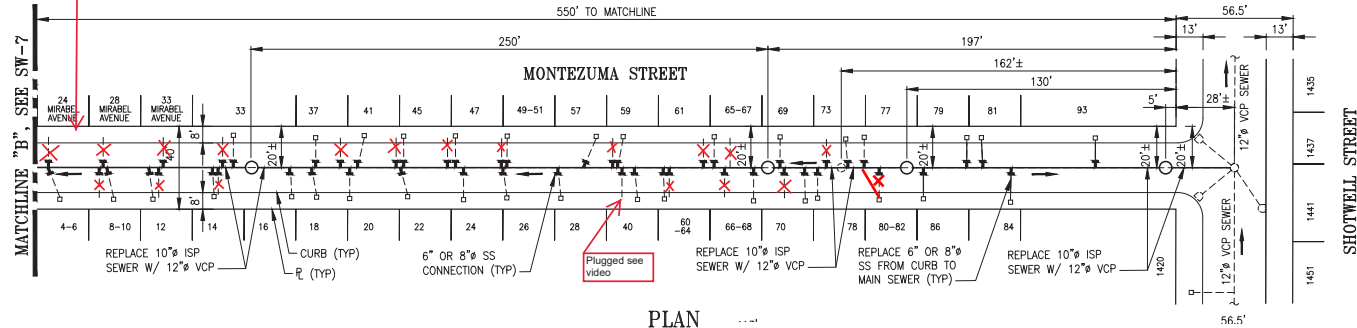 550' TO MATCHLINE
56.5'
13'
13'
250'
197'
MONTEZUMA STREET
162'±
130'
5'
28'±
MATCHLINE "B", SEE SW-7
24
MIRABEL
AVENUE
28
MIRABEL
AVENUE
33
MIRABEL
AVENUE
33
37
41
45
47
49-51
57
59
61
65-67
69
73
77
79
81
93
1435
1437
1441
1451
SHOTWELL STREET
12"ø VCP SEWER
12"ø VCP SEWER
8'
40'
8'
20'±
20'±
20'±
20'±
20'±
4-6
8-10
12
14
16
18
20
22
24
26
28
40
60
-64
66-68
70
78
80-82
86
84
1420
REPLACE 10"ø ISP
SEWER W/ 12"ø VCP
CURB (TYP)
℄ (TYP)
6" OR 8"ø SS
CONNECTION (TYP)
Plugged see
video
REPLACE 10"ø ISP
SEWER W/ 12"ø VCP
REPLACE 6" OR 8"ø
SS FROM CURB TO
MAIN SEWER (TYP)
REPLACE 10"ø ISP
SEWER W/ 12"ø VCP
PLAN
56.5'